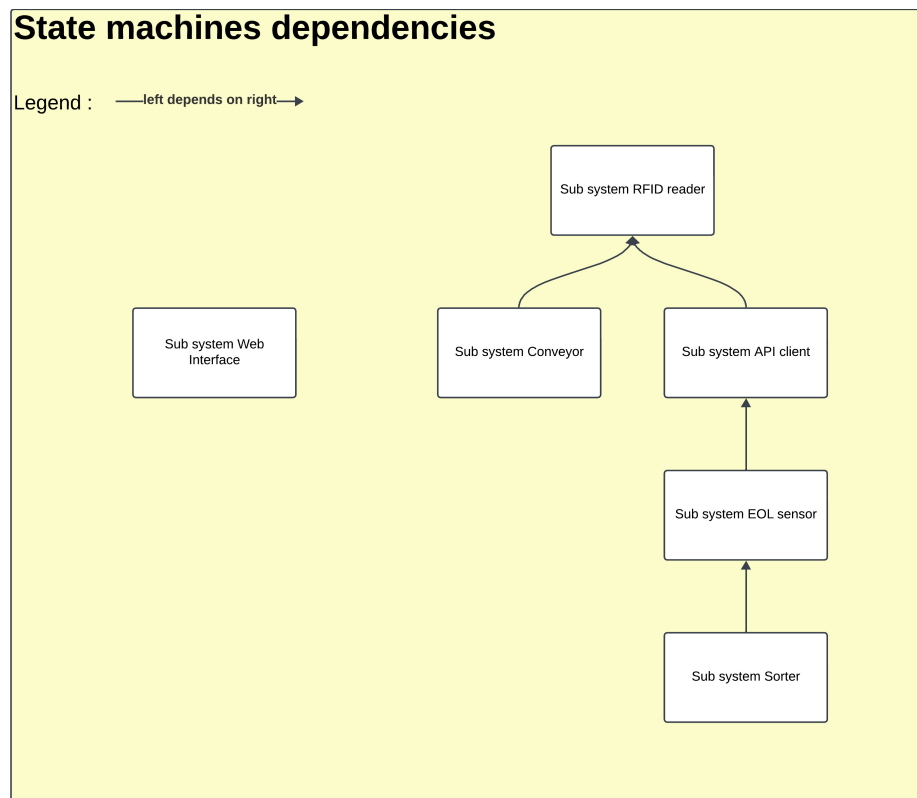 State machines dependencies
Legend :
left depends on right
Sub system RFID reader
Sub system Web
Interface
Sub system Conveyor
Sub system API client
Sub system EOL sensor
Sub system Sorter